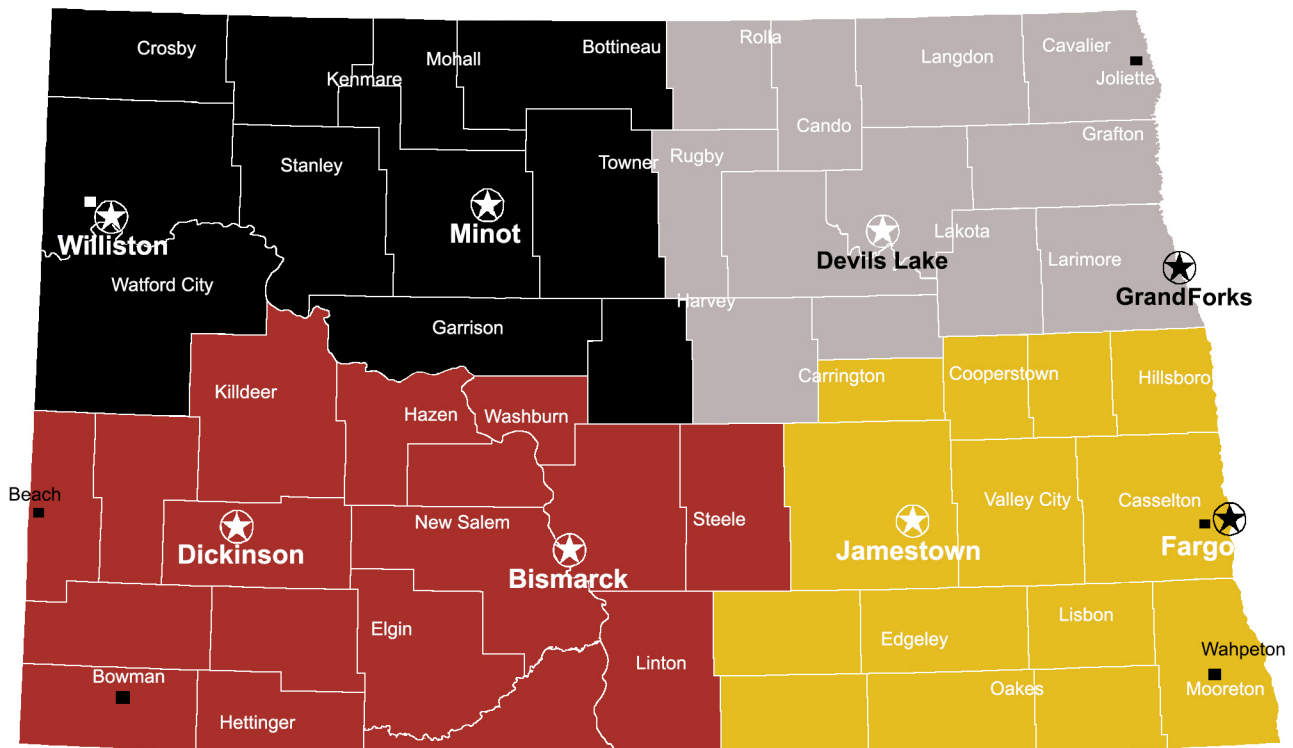 Crosby
Mohall
Bottineau
Rolla
Langdon
Cavalier
Kenmare
Joliette
Cando
Grafton
Stanley
Towner
Rugby
Williston
Minot
Devils Lake
Lakota
Larimore
Watford City
GrandForks
Garrison
Harvey
Killdeer
Carrington
Cooperstown
Hillsboro
Hazen
Washburn
Beach
New Salem
Steele
Valley City
Casselton
Dickinson
Bismarck
Jamestown
Fargo
Elgin
Linton
Edgeley
Lisbon
Wahpeton
Bowman
Oakes
Mooreton
Hettinger